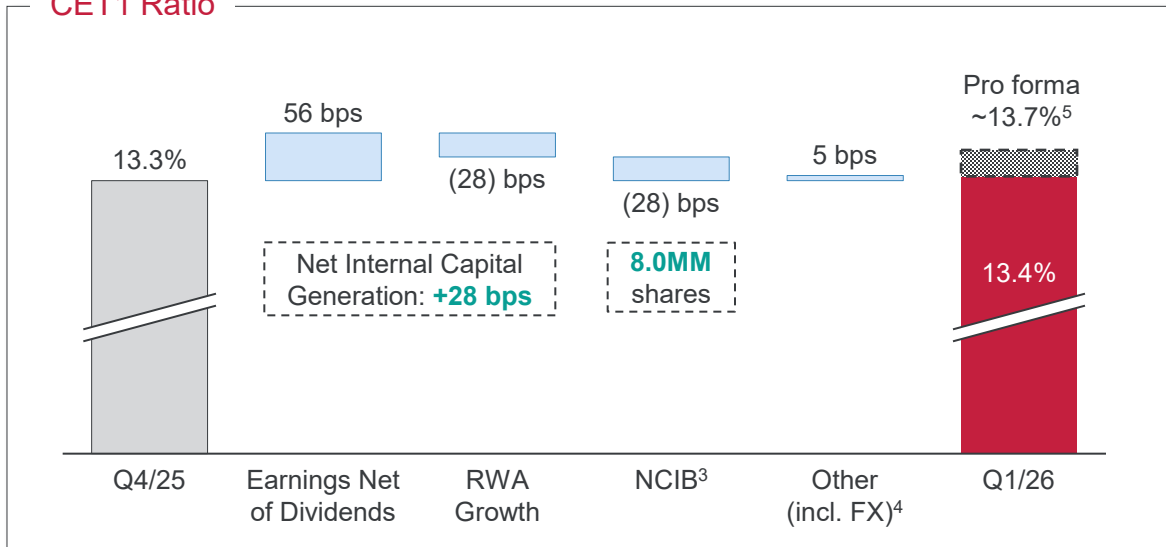 CET1 Ratio
Pro forma
~13.7%⁵
56 bps
13.3%
(28) bps
(28) bps
5 bps
13.4%
Net Internal Capital
Generation: +28 bps
8.0MM
shares
Q4/25
Earnings Net
of Dividends
RWA
Growth
NCIB³
Other
(incl. FX)⁴
Q1/26